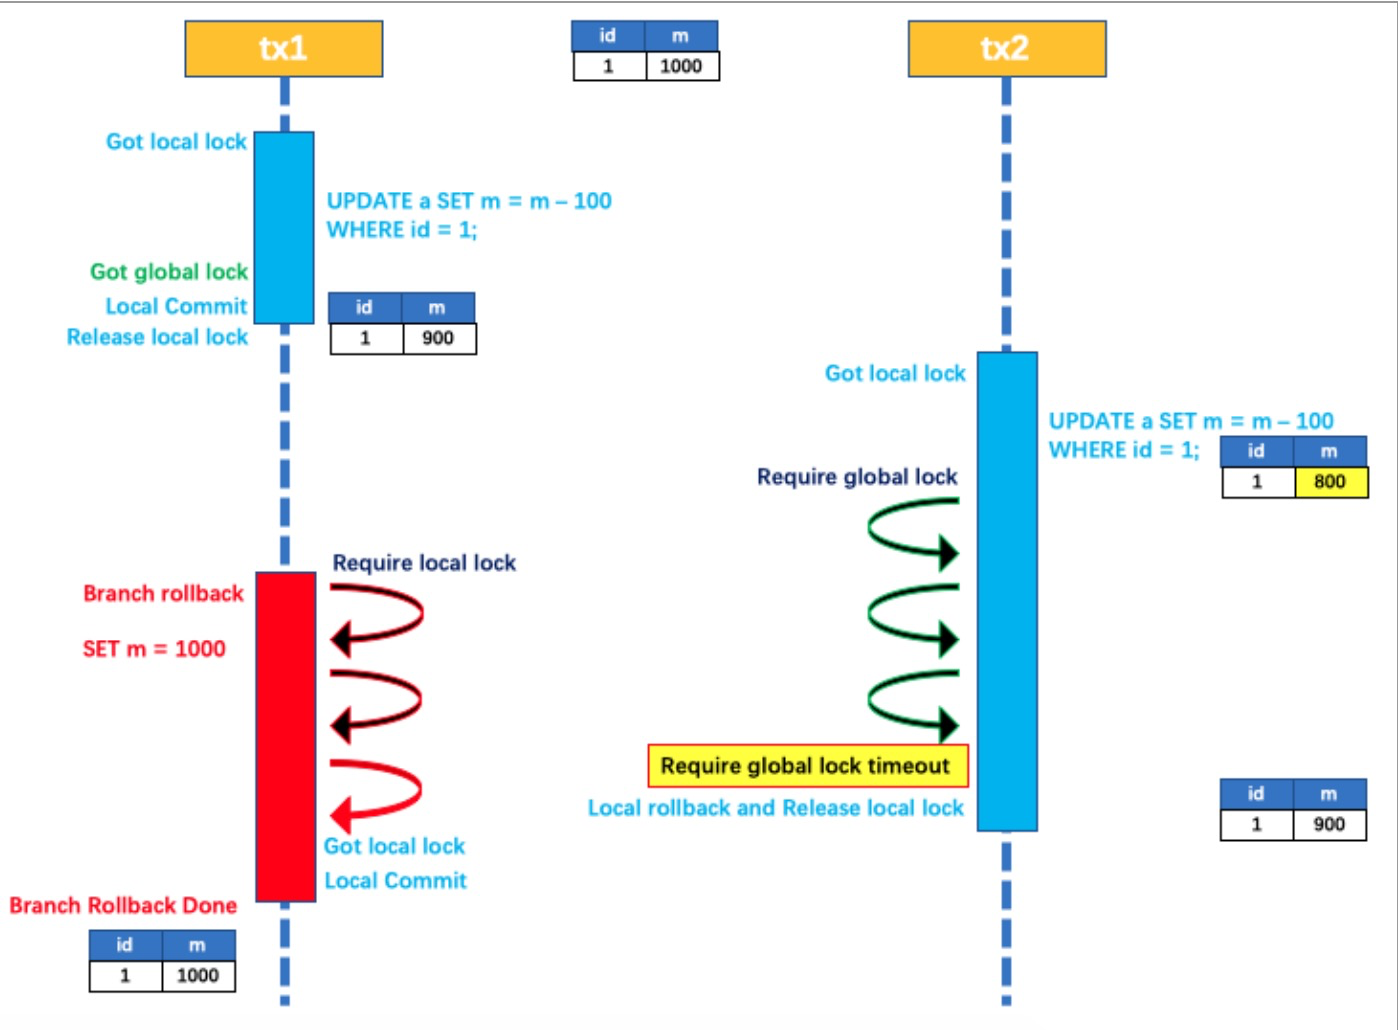 tx1
id m
1 1000
tx2
Got local lock
UPDATE a SET m = m – 100
WHERE id = 1;
Got global lock
Local Commit
Release local lock
id m
1 900
Got local lock
UPDATE a SET m = m – 100
WHERE id = 1;
id m
1 800
Require global lock
Require local lock
Branch rollback
SET m = 1000
Require global lock timeout
Local rollback and Release local lock
id m
1 900
Got local lock
Local Commit
Branch Rollback Done
id m
1 1000